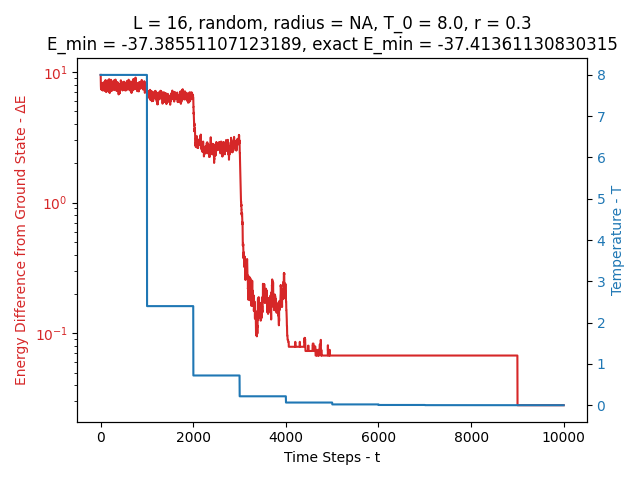 L = 16, random, radius = NA, T_0 = 8.0, r = 0.3
E_min = -37.38551107123189, exact E_min = -37.41361130830315
Energy Difference from Ground State - ΔE
10¹
10⁰
10⁻¹
8
7
6
5
4
3
2
1
0
Temperature - T
0 2000 4000 6000 8000 10000
Time Steps - t